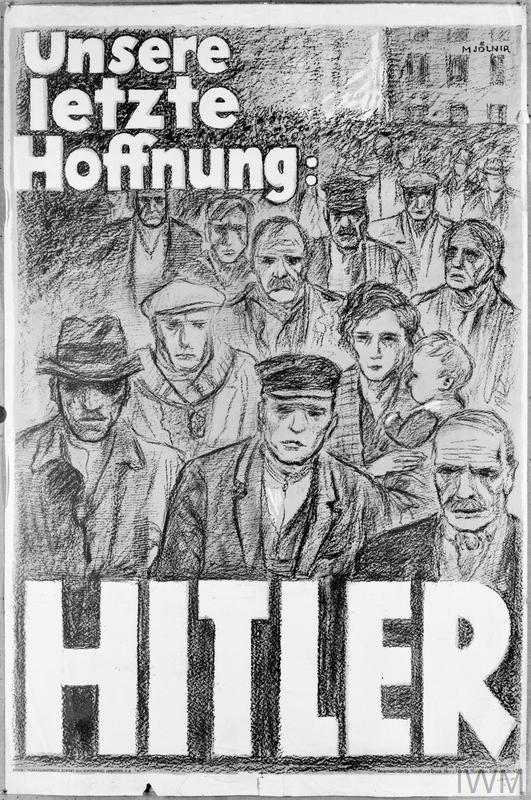 Unsere
letzte
Hoffnung:
MJÖLNIR
HITLER
IWM